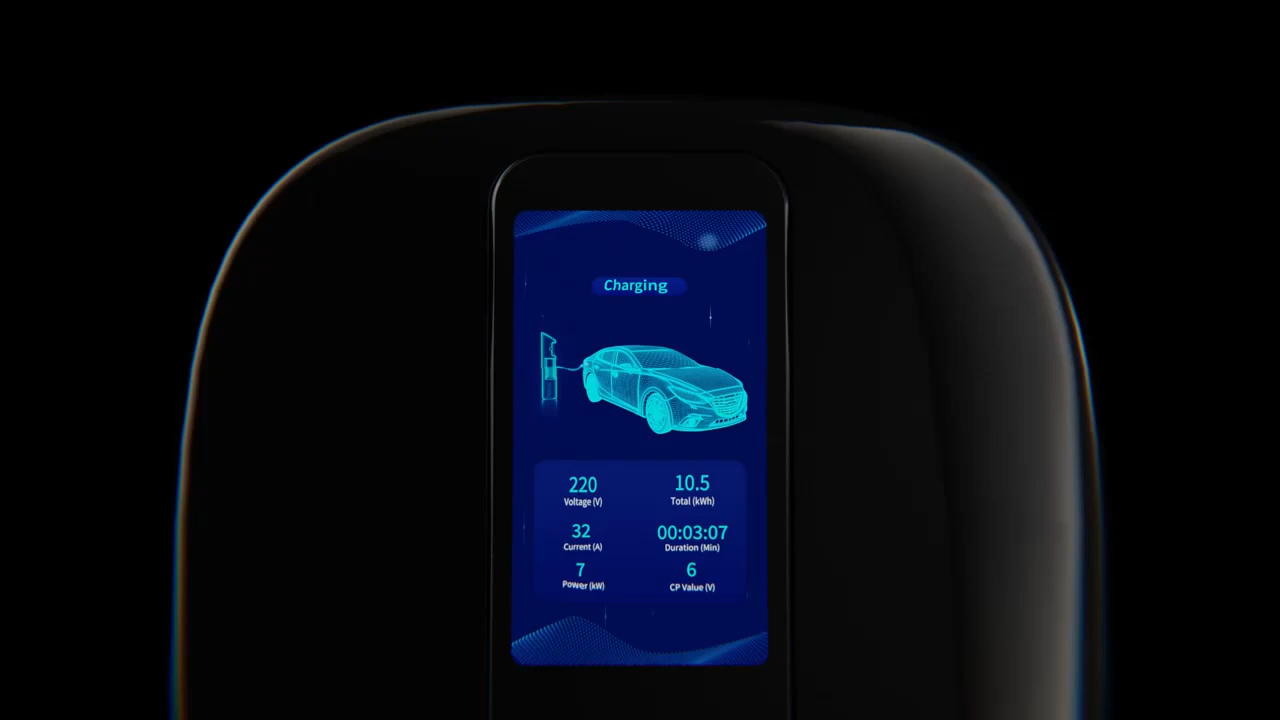 Charging
220 10.5
Voltage (V) Total (kWh)
32 00:03:07
Current (A) Duration (Min)
7 6
Power (kW) CP Value (V)